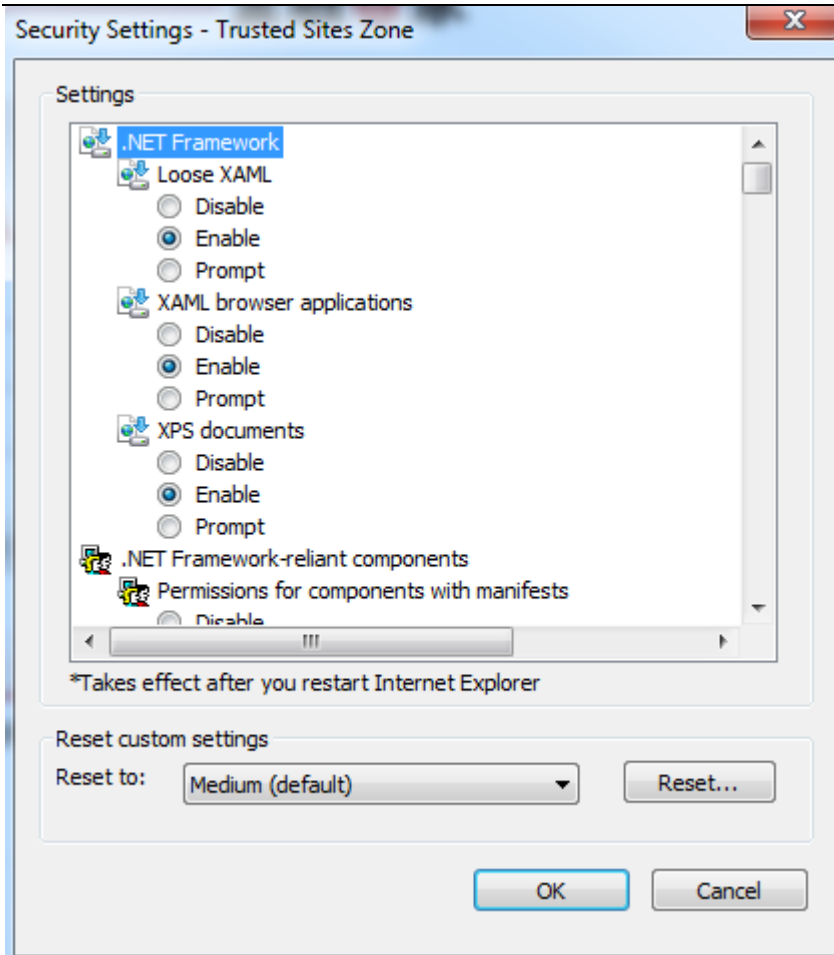 Security Settings - Trusted Sites Zone
Settings
.NET Framework
Loose XAML
Disable
Enable
Prompt
XAML browser applications
Disable
Enable
Prompt
XPS documents
Disable
Enable
Prompt
.NET Framework-reliant components
Permissions for components with manifests
Disable
*Takes effect after you restart Internet Explorer
Reset custom settings
Reset to: Medium (default) Reset...
OK Cancel